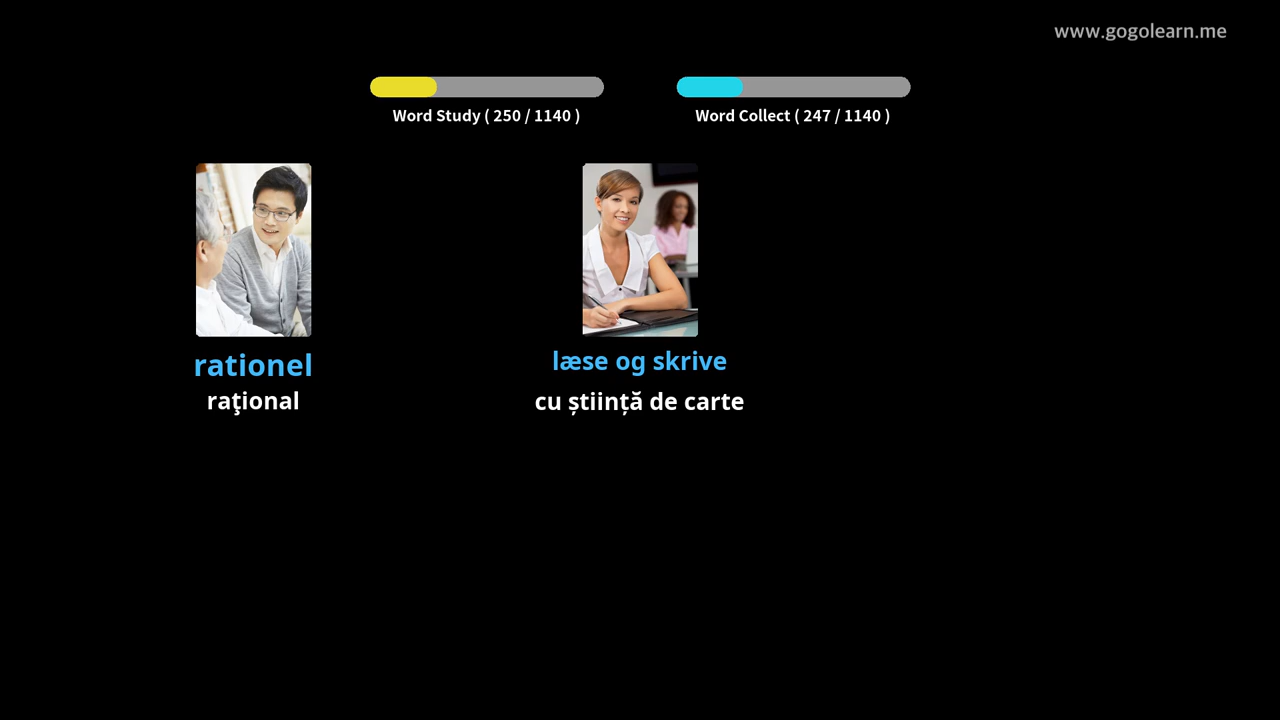 www.gogolearn.me
Word Study ( 250 / 1140 )
Word Collect ( 247 / 1140 )
rationel
raţional
læse og skrive
cu știință de carte